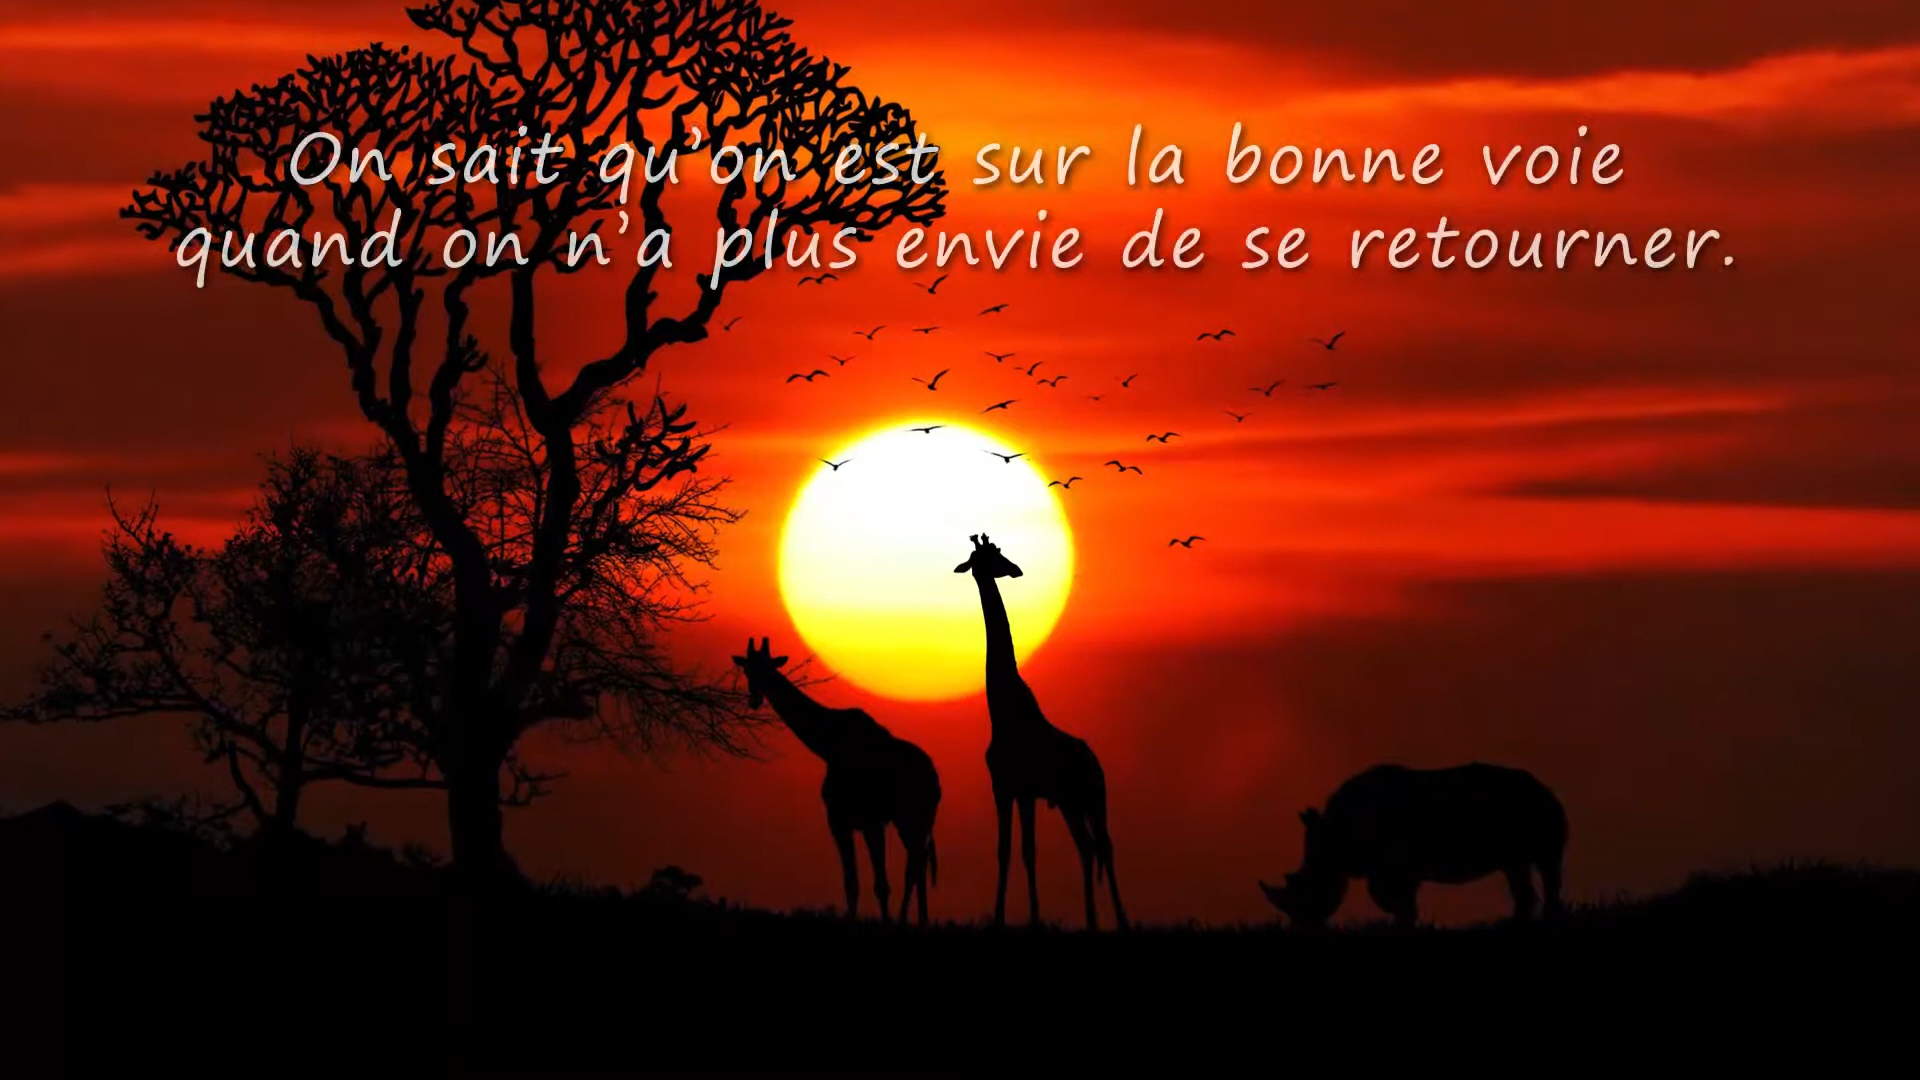 On sait qu’on est sur la bonne voie
quand on n’a plus envie de se retourner.